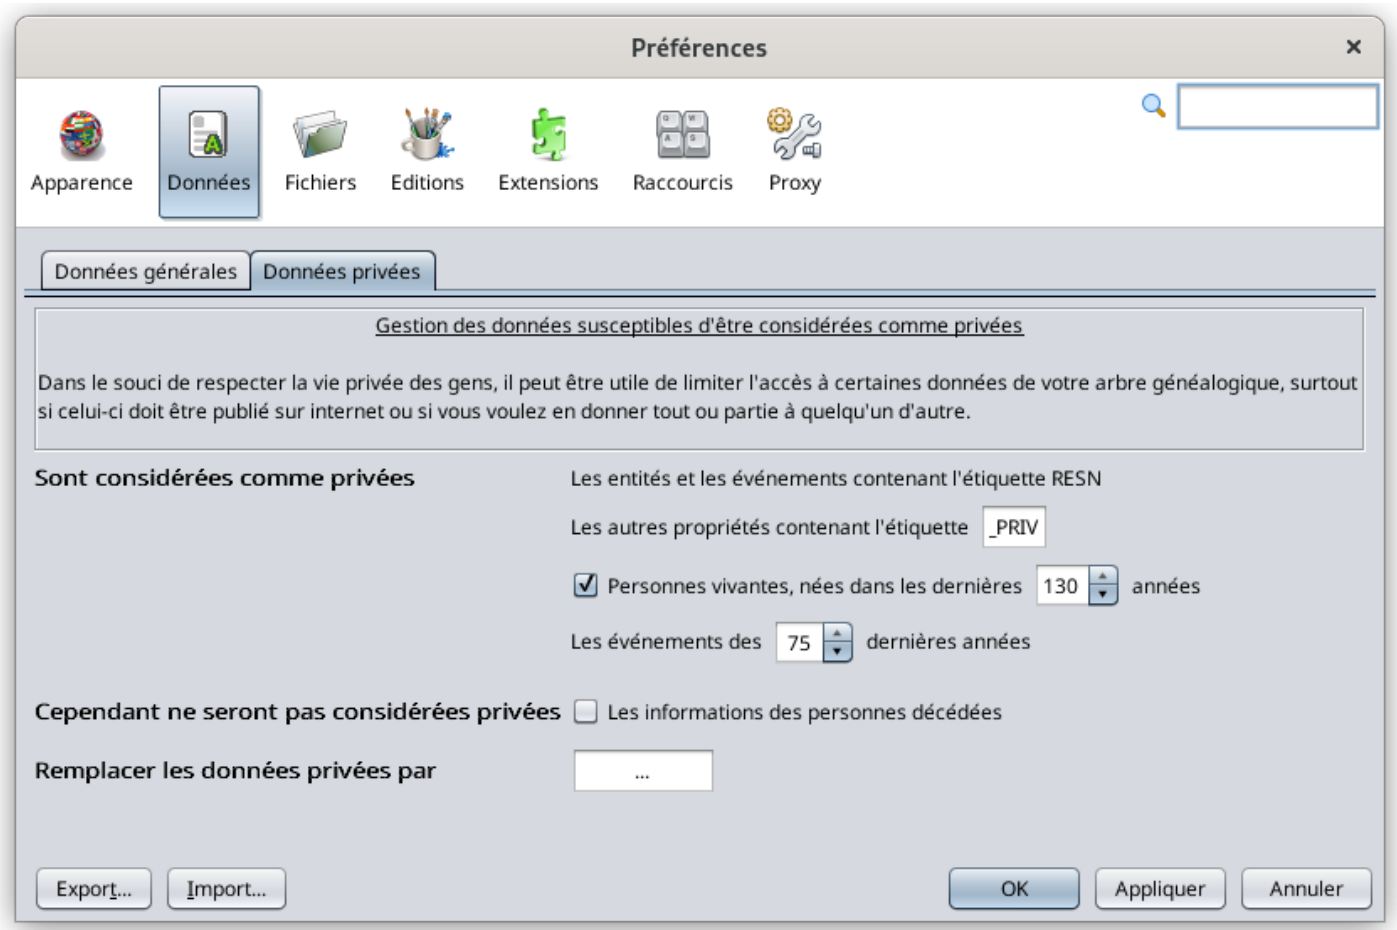 Préférences
Apparence
Données
Fichiers
Editions
Extensions
Raccourcis
Proxy
Données générales
Données privées
Gestion des données susceptibles d'être considérées comme privées
Dans le souci de respecter la vie privée des gens, il peut être utile de limiter l'accès à certaines données de votre arbre généalogique, surtout
si celui-ci doit être publié sur internet ou si vous voulez en donner tout ou partie à quelqu'un d'autre.
Sont considérées comme privées
Les entités et les événements contenant l'étiquette RESN
Les autres propriétés contenant l'étiquette _PRIV
Personnes vivantes, nées dans les dernières 130 années
Les événements des 75 dernières années
Cependant ne seront pas considérées privées Les informations des personnes décédées
Remplacer les données privées par ...
Export... Import... OK Appliquer Annuler